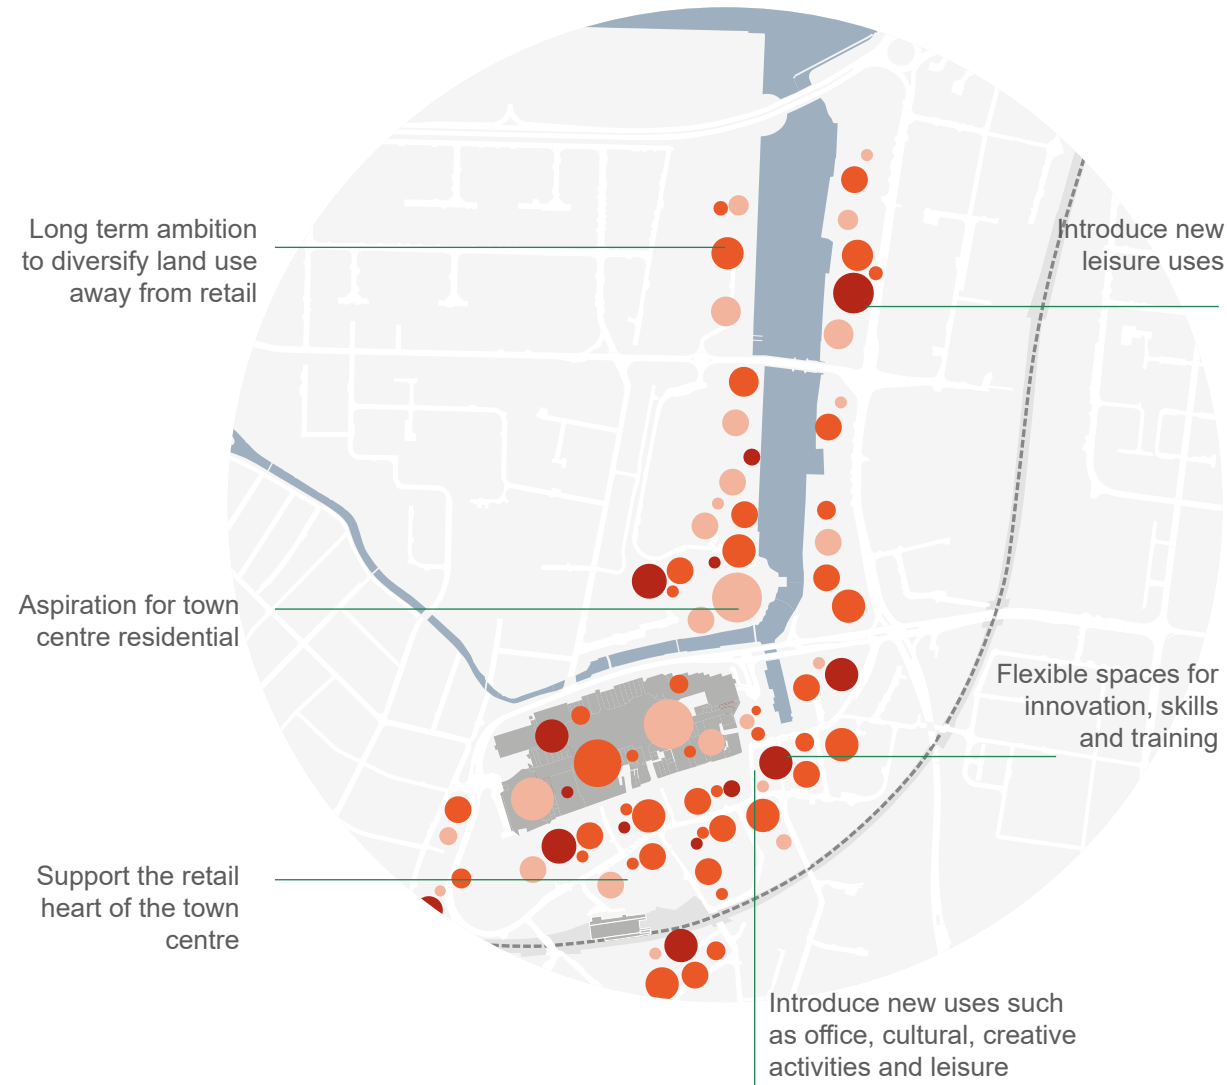 Long term ambition
to diversify land use
away from retail
Introduce new
leisure uses
Aspiration for town
centre residential
Flexible spaces for
innovation, skills
and training
Support the retail
heart of the town
centre
Introduce new uses such
as office, cultural, creative
activities and leisure